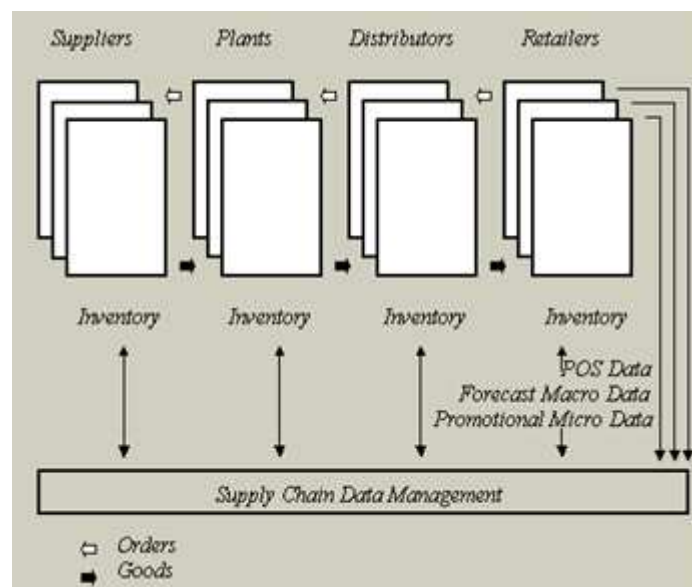 Suppliers Plants Distributors Retailers
Inventory Inventory Inventory Inventory
POS Data
Forecast Macro Data
Promotional Micro Data
Supply Chain Data Management
Orders
Goods